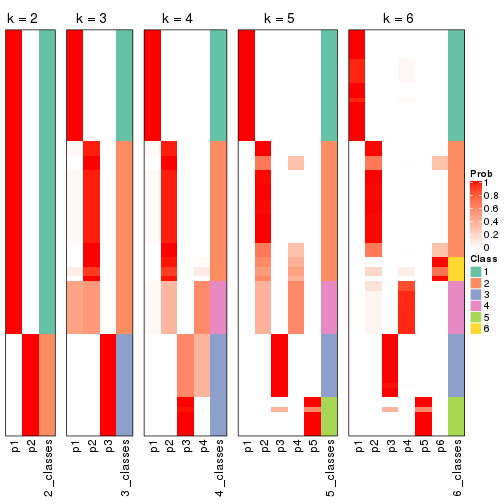 k = 2
k = 3
k = 4
k = 5
k = 6
p1
p2
2_classes
p1
p2
p3
3_classes
p1
p2
p3
p4
4_classes
p1
p2
p3
p4
p5
5_classes
p1
p2
p3
p4
p5
p6
6_classes
Prob
1
0.8
0.6
0.4
0.2
0
Class
1
2
3
4
5
6